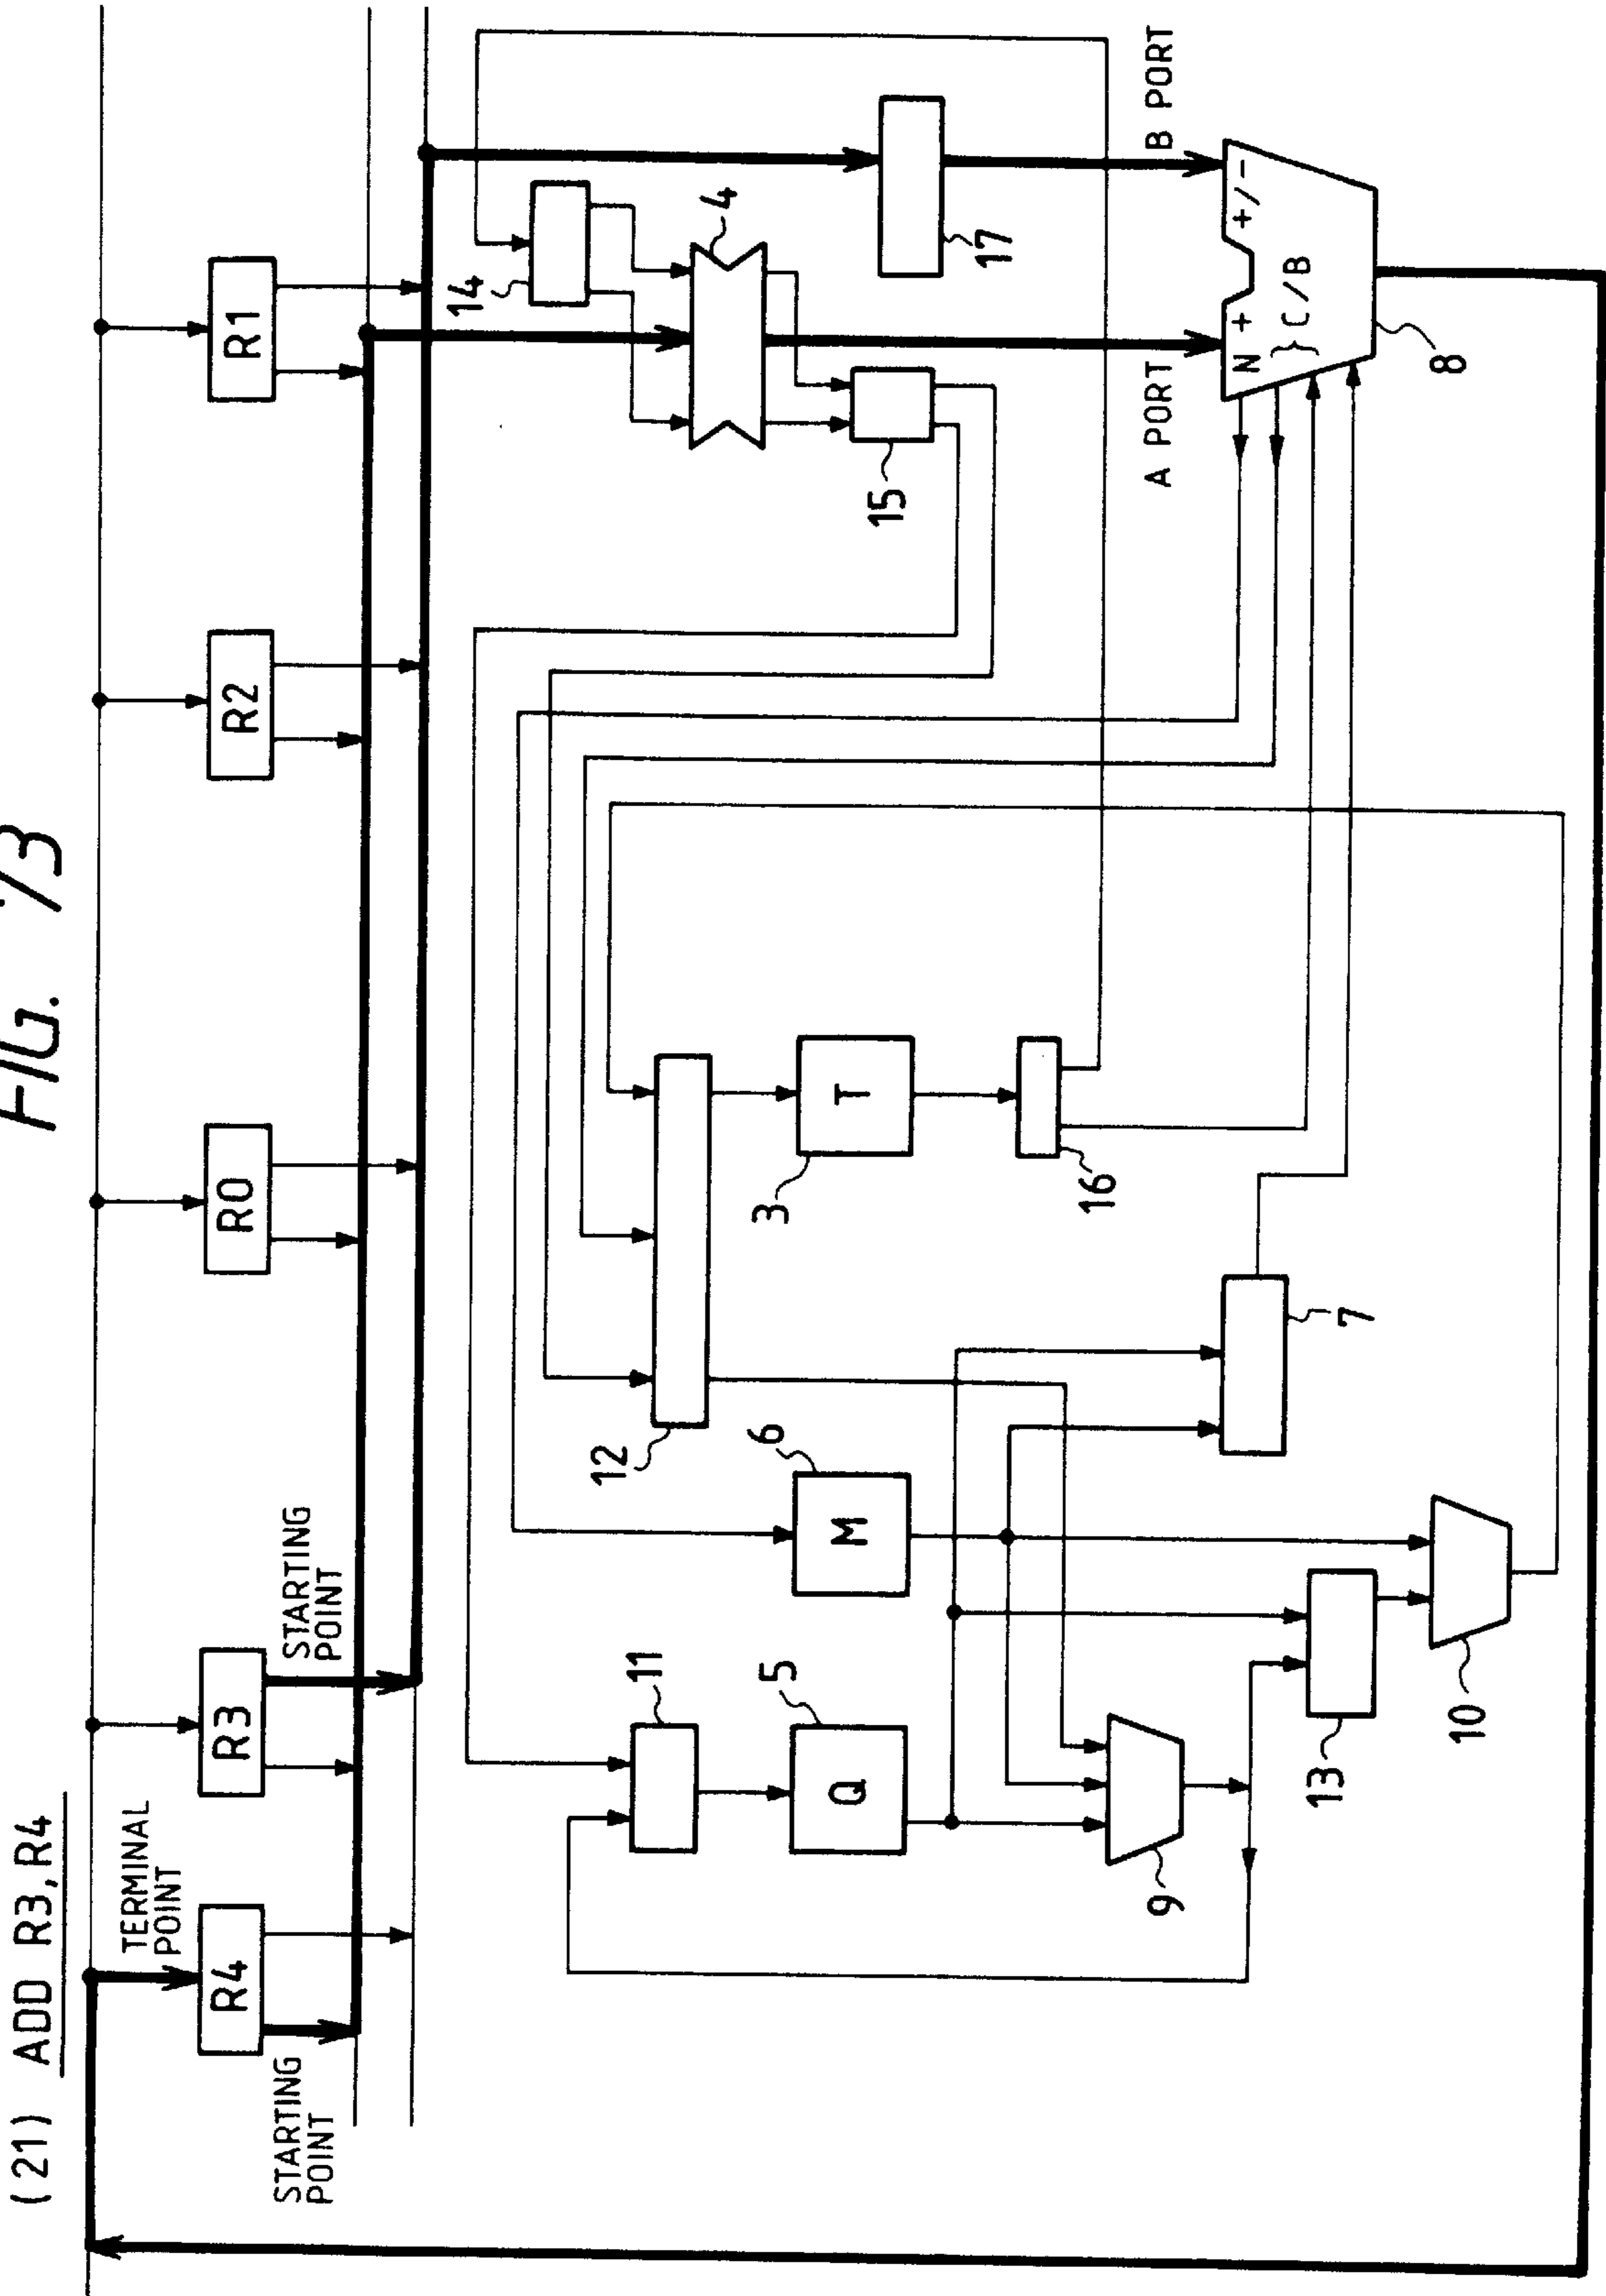 FIG. 73
(21) ADD R3,R4
TERMINAL
POINT
STARTING
POINT
R4
R3
R0
R2
R1
STARTING
POINT
14
4
17
15
11
5
Q
6
M
12
3
T
16
7
9
13
10
A PORT
B PORT
N + +/-
} C/B
8